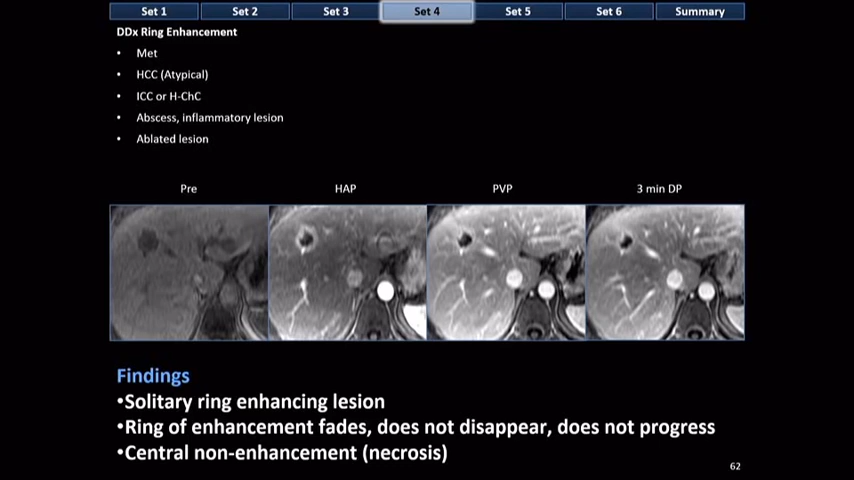 Set 1 Set 2 Set 3 Set 4 Set 5 Set 6 Summary
DDx Ring Enhancement
• Met
• HCC (Atypical)
• ICC or H-ChC
• Abscess, inflammatory lesion
• Ablated lesion
Pre HAP PVP 3 min DP
Findings
•Solitary ring enhancing lesion
•Ring of enhancement fades, does not disappear, does not progress
•Central non-enhancement (necrosis)
62